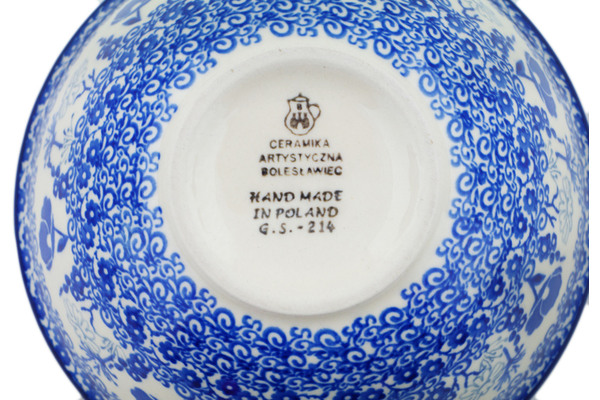 CERAMIKA
ARTYSTYCZNA
BOLESŁAWIEC
HAND MADE
IN POLAND
G.S.-214